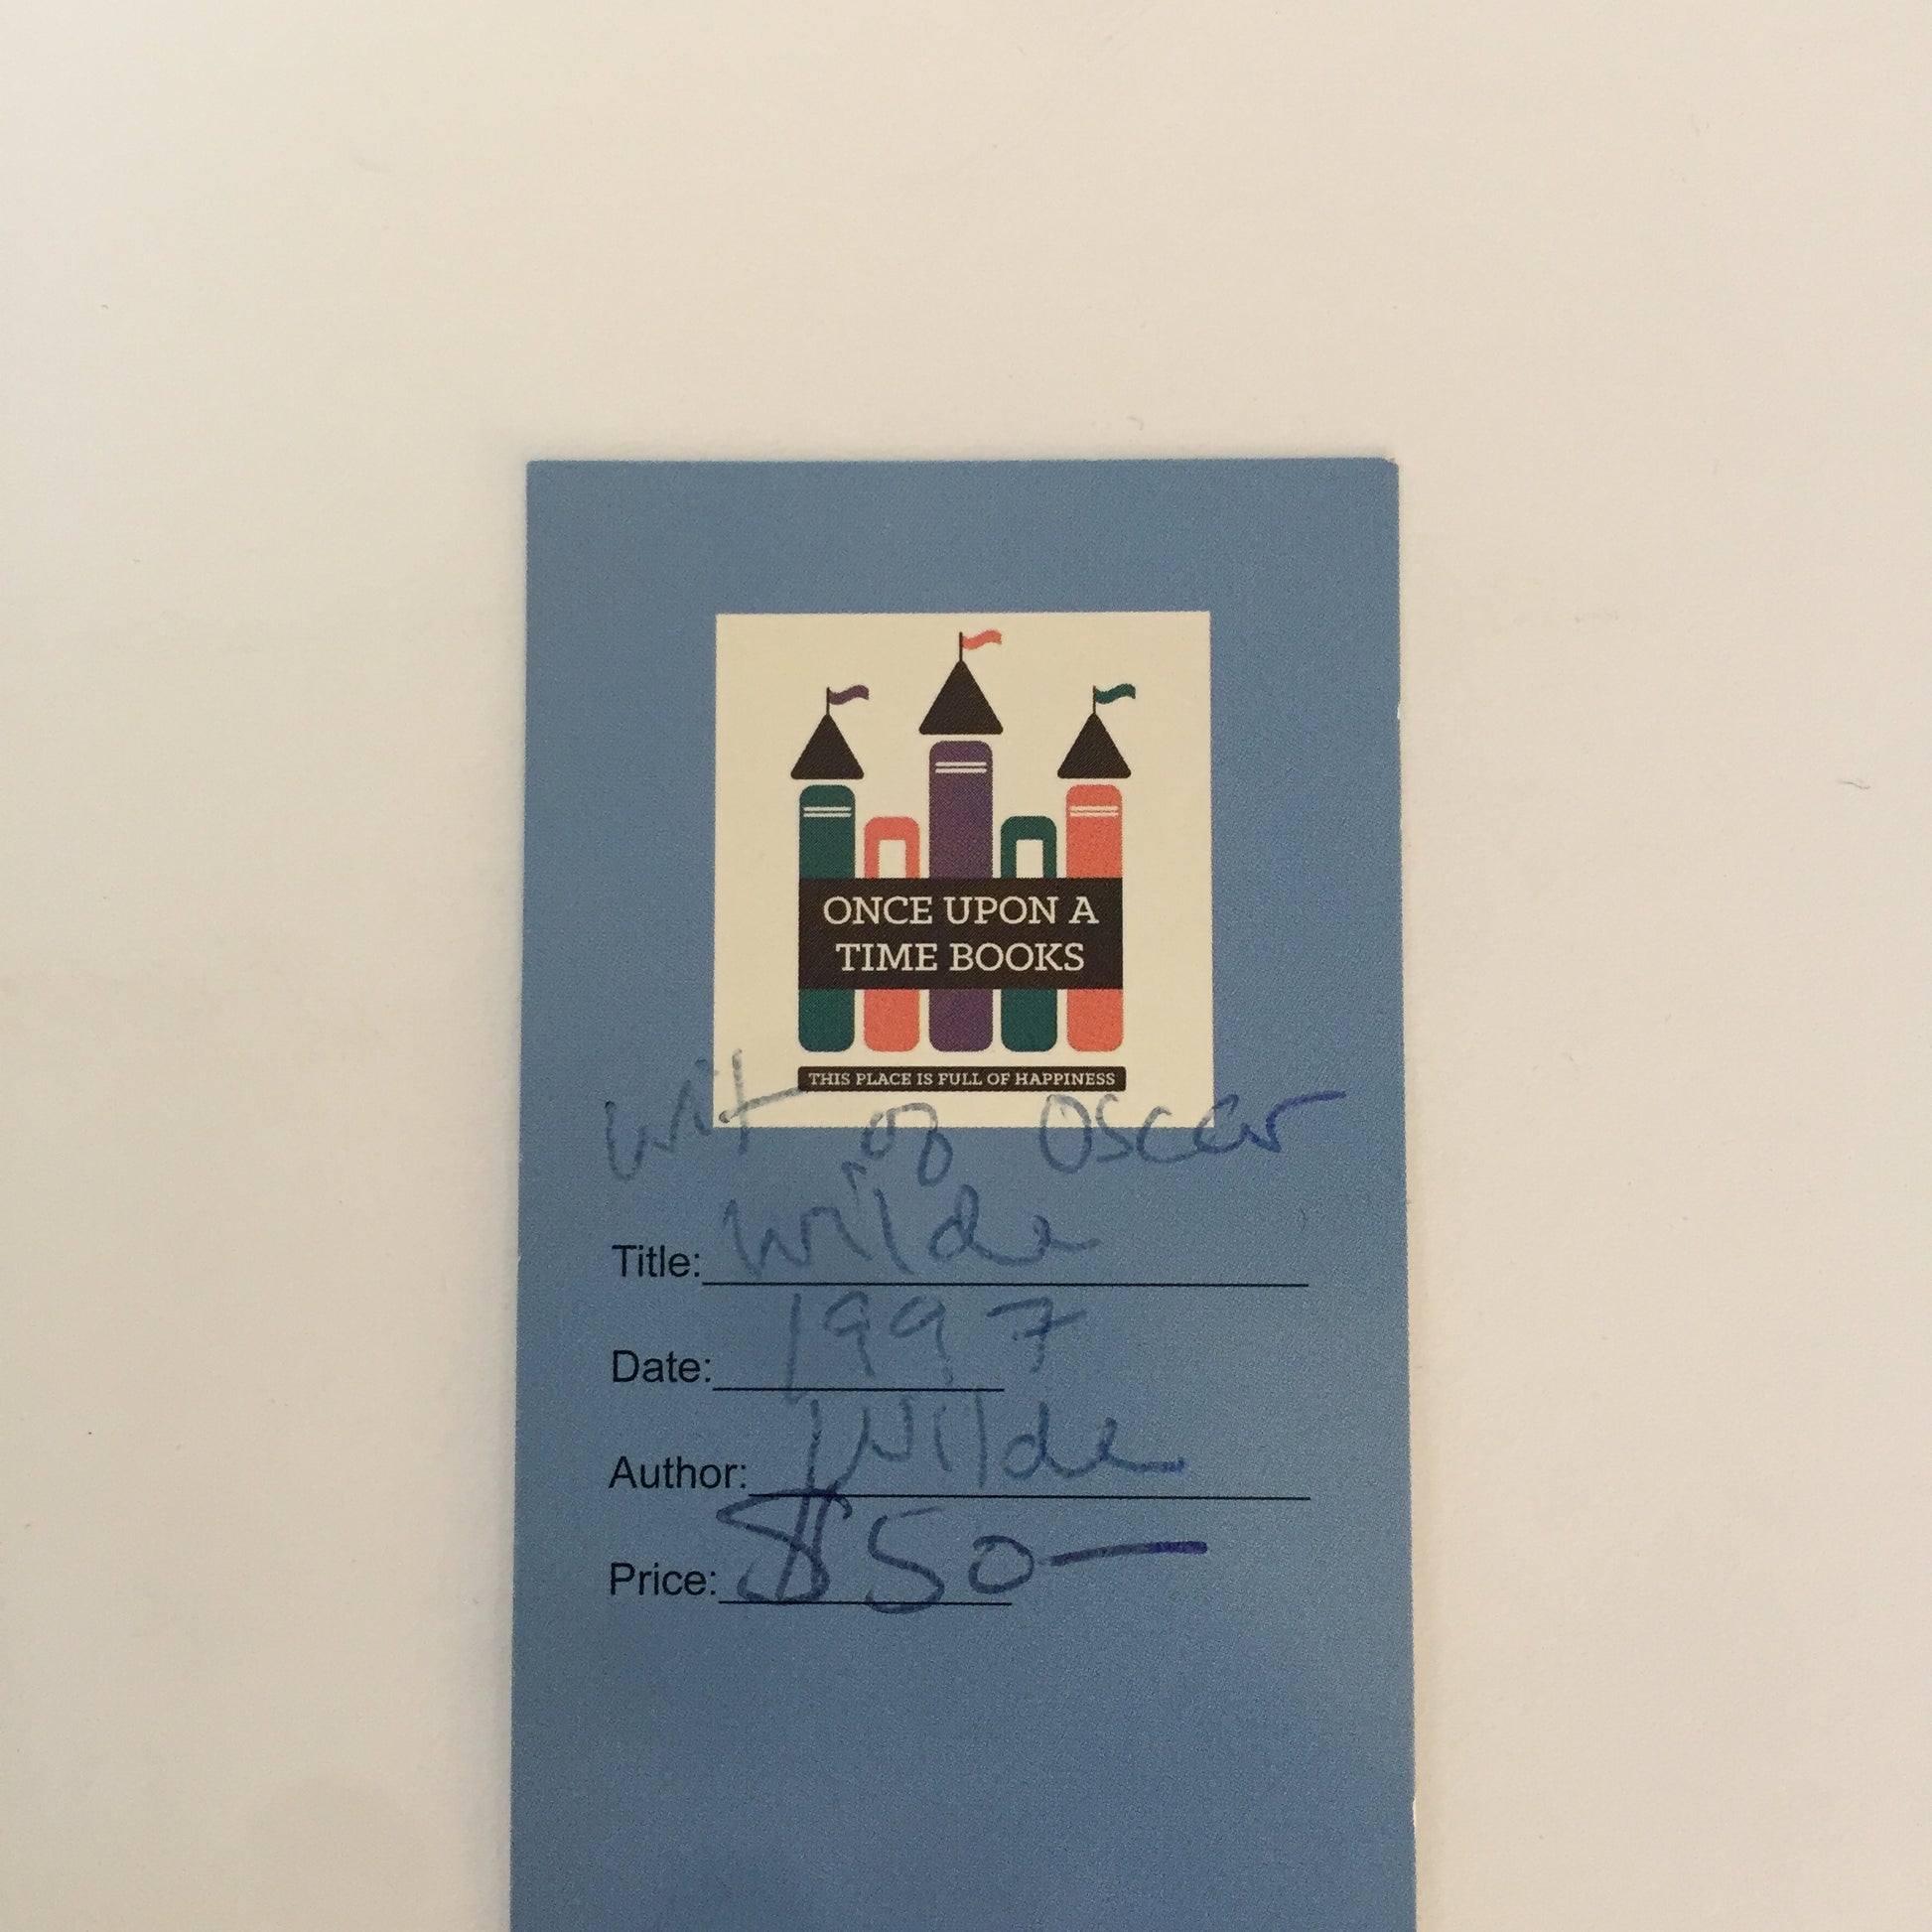 ONCE UPON A
TIME BOOKS
THIS PLACE IS FULL OF HAPPINESS
Wit of Oscar
Title: Wilde
Date: 1997
Author: Wilde
Price: $50—